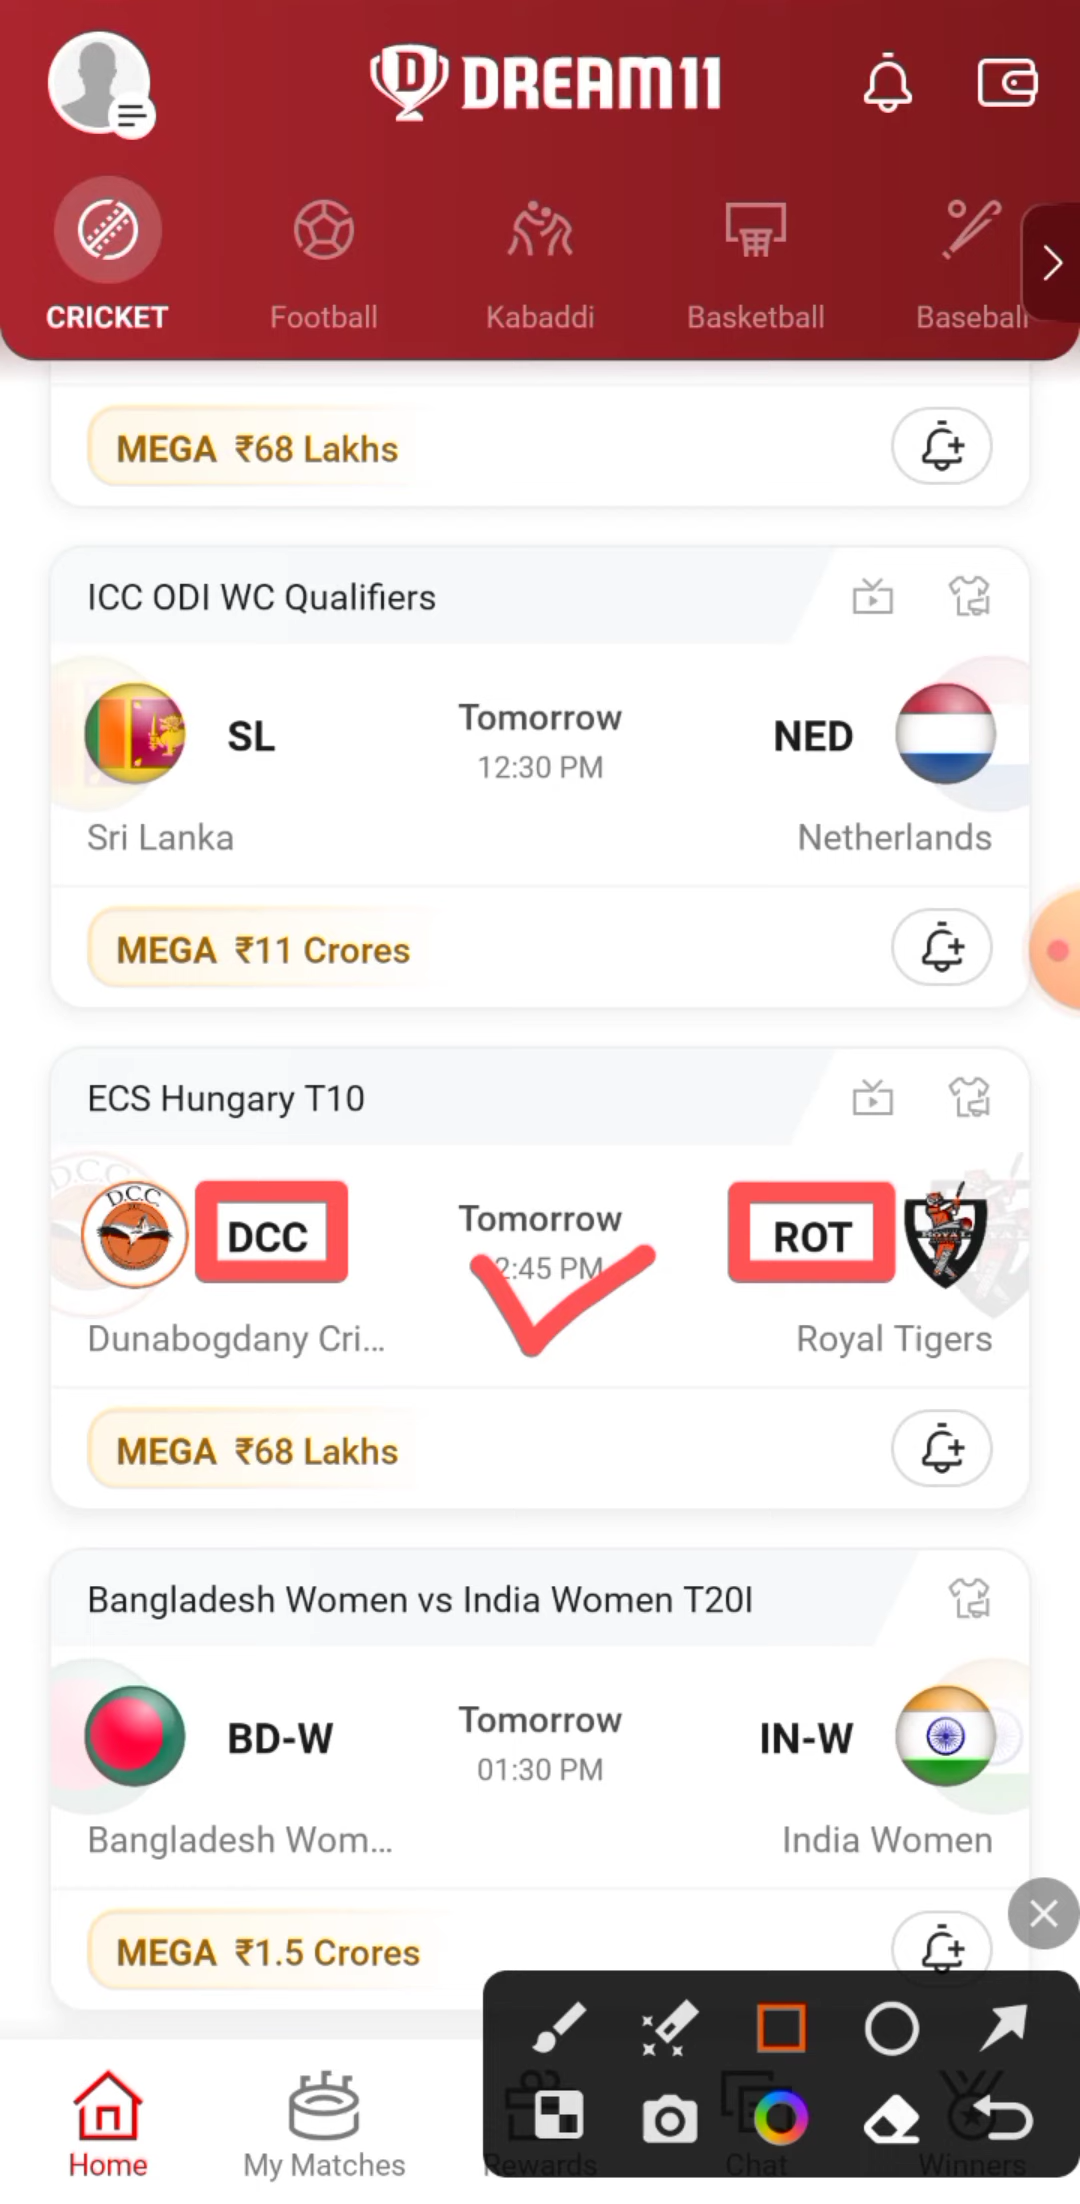 DREAM11
CRICKET
Football
Kabaddi
Basketball
Baseball
MEGA ₹68 Lakhs
ICC ODI WC Qualifiers
SL
Tomorrow
NED
12:30 PM
Sri Lanka
Netherlands
MEGA ₹11 Crores
ECS Hungary T10
D.C.C
DCC
Tomorrow
ROT
2:45 PM
Dunabogdany Cri...
Royal Tigers
MEGA ₹68 Lakhs
Bangladesh Women vs India Women T20I
BD-W
Tomorrow
IN-W
01:30 PM
Bangladesh Wom...
India Women
MEGA ₹1.5 Crores
Home
My Matches
Rewards
Chat
Winners